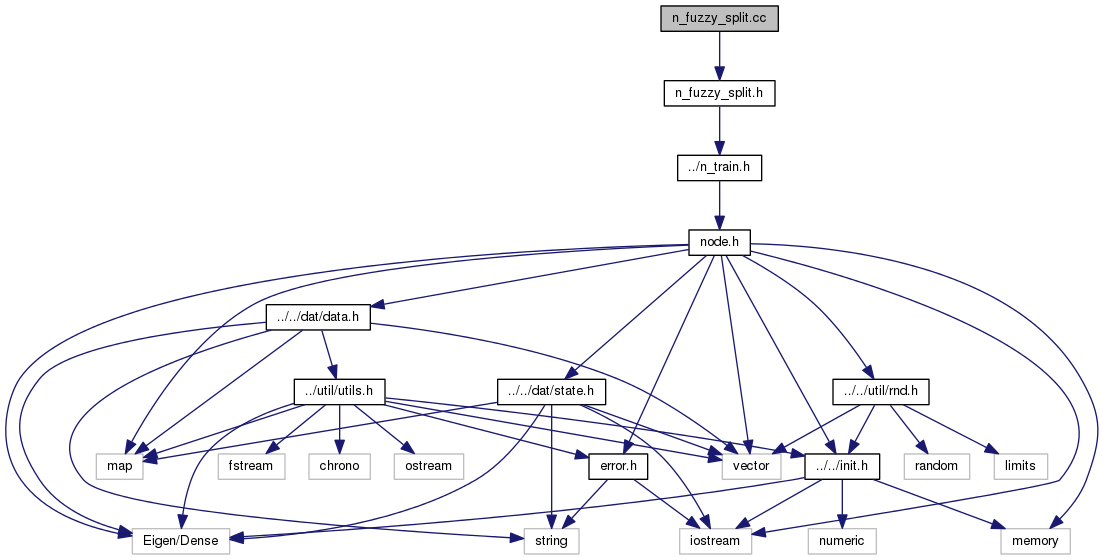 n_fuzzy_split.cc
n_fuzzy_split.h
../n_train.h
node.h
../../dat/data.h
../util/utils.h
../../dat/state.h
../../util/rnd.h
map
fstream
chrono
ostream
error.h
vector
../../init.h
random
limits
Eigen/Dense
string
iostream
numeric
memory